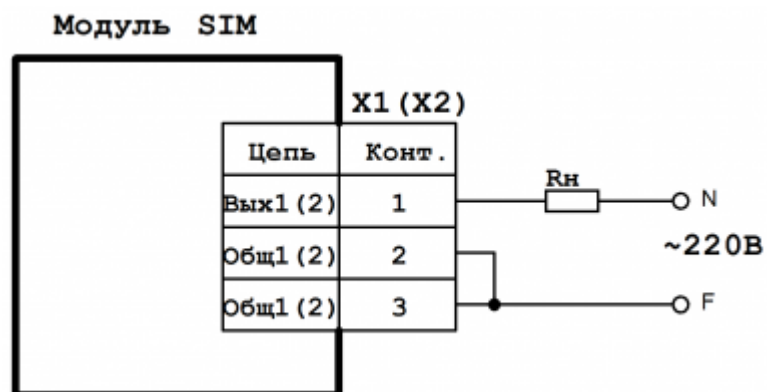 Модуль SIM
X1(X2)
Цепь Конт.
Вых1(2) 1
Rн
N
Общ1(2) 2
~220В
Общ1(2) 3
F